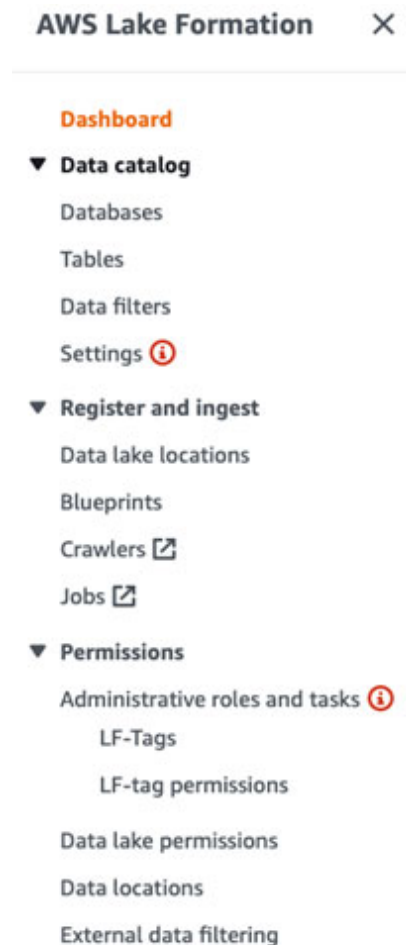 AWS Lake Formation
Dashboard
Data catalog
Databases
Tables
Data filters
Settings
Register and ingest
Data lake locations
Blueprints
Crawlers
Jobs
Permissions
Administrative roles and tasks
LF-Tags
LF-tag permissions
Data lake permissions
Data locations
External data filtering